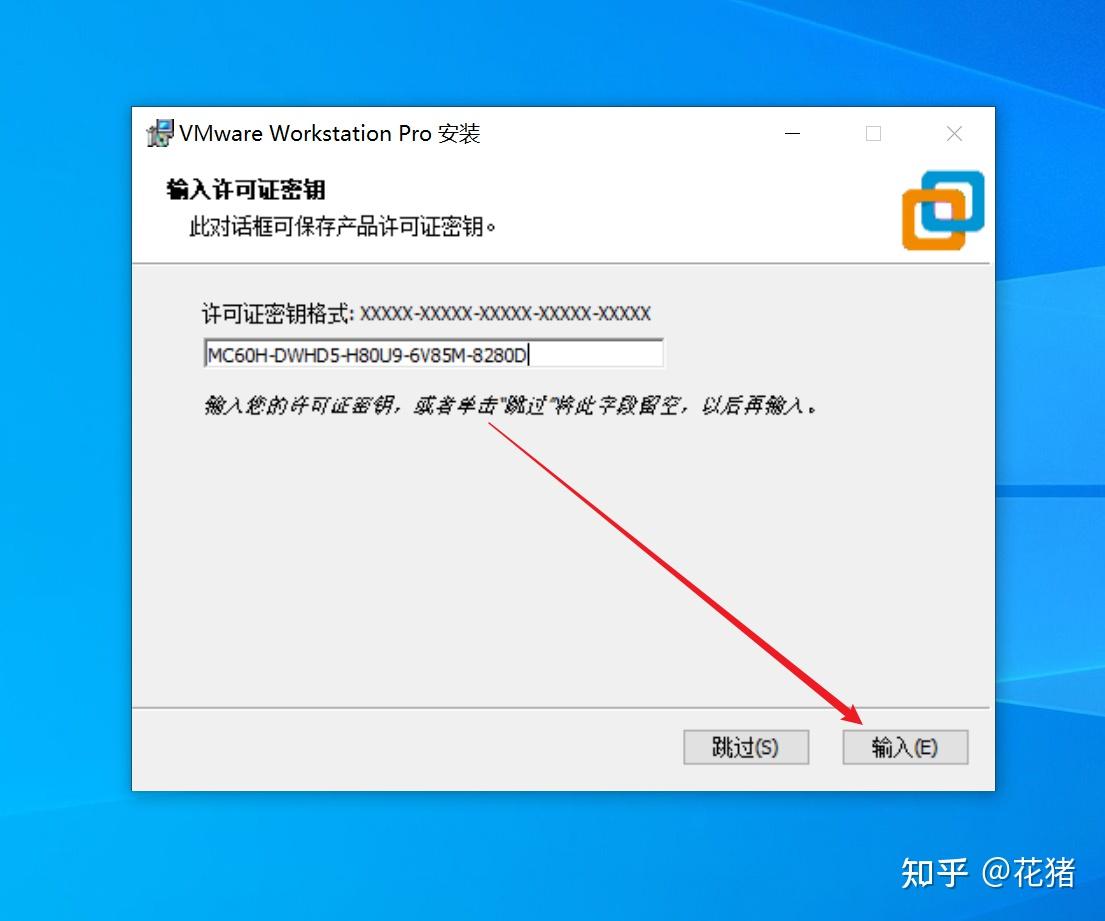 VMware Workstation Pro 安装
输入许可证密钥
此对话框可保存产品许可证密钥。
许可证密钥格式: XXXXX-XXXXX-XXXXX-XXXXX-XXXXX
MC60H-DWHD5-H80U9-6V85M-8280D
输入您的许可证密钥，或者单击"跳过"将此字段留空，以后再输入。
跳过(S)
输入(E)
知乎 @花猪